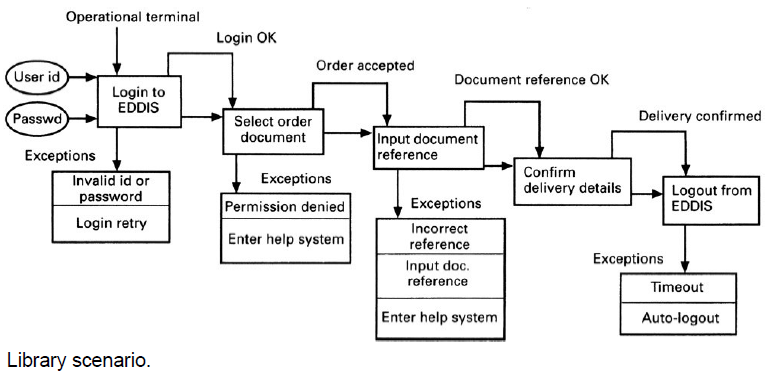 Operational terminal
Login OK
User id
Login to
EDDIS
Order accepted
Passwd
Select order
document
Document reference OK
Exceptions
Input document
reference
Delivery confirmed
Invalid id or
password
Login retry
Exceptions
Confirm
delivery details
Permission denied
Enter help system
Exceptions
Logout from
EDDIS
Incorrect
reference
Input doc.
reference
Enter help system
Exceptions
Timeout
Auto-logout
Library scenario.